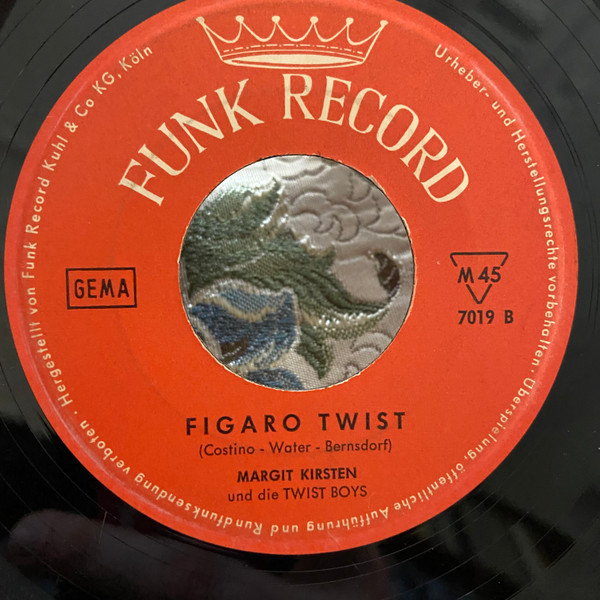 FUNK RECORD
GEMA
M 45
7019 B
FIGARO TWIST
(Costino - Water - Bernsdorf)
MARGIT KIRSTEN
und die TWIST BOYS
Urheber- und Herstellungsrechte vorbehalten · Überspielung, öffentliche Aufführung und Rundfunksendung verboten · Hergestellt von Funk Record Kuhl & Co KG, Köln